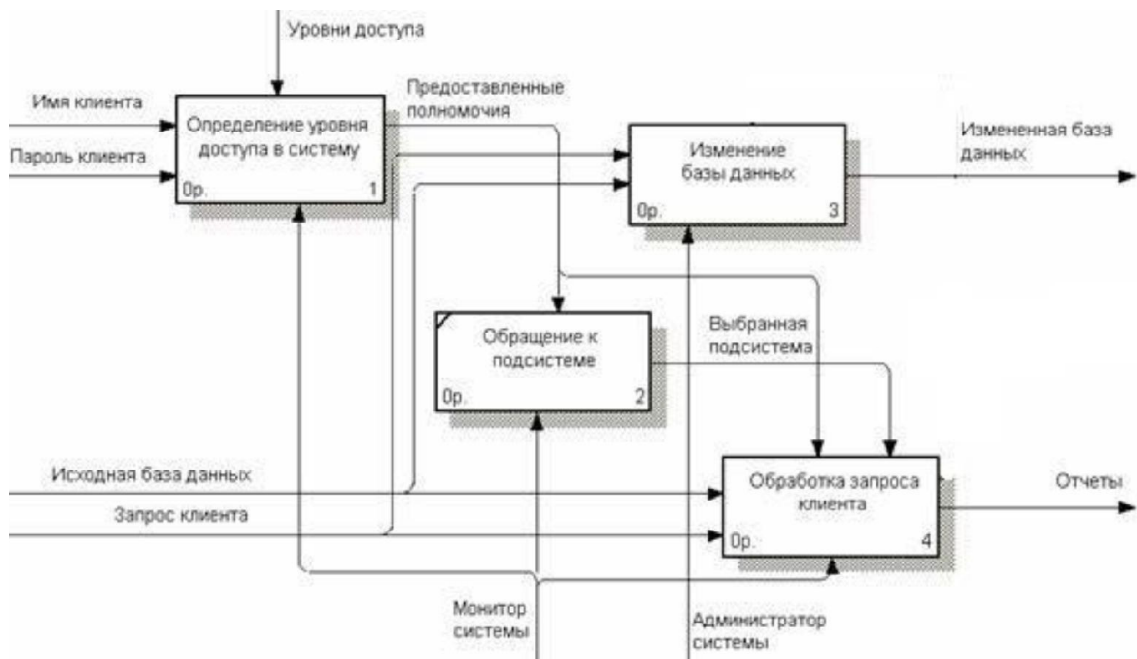 Уровни доступа
Имя клиента
Пароль клиента
Определение уровня
доступа в систему
0р.
1
Предоставленные
полномочия
Изменение
базы данных
0р.
3
Измененная база
данных
Обращение к
подсистеме
0р.
2
Выбранная
подсистема
Исходная база данных
Запрос клиента
Обработка запроса
клиента
0р.
4
Отчеты
Монитор
системы
Администратор
системы